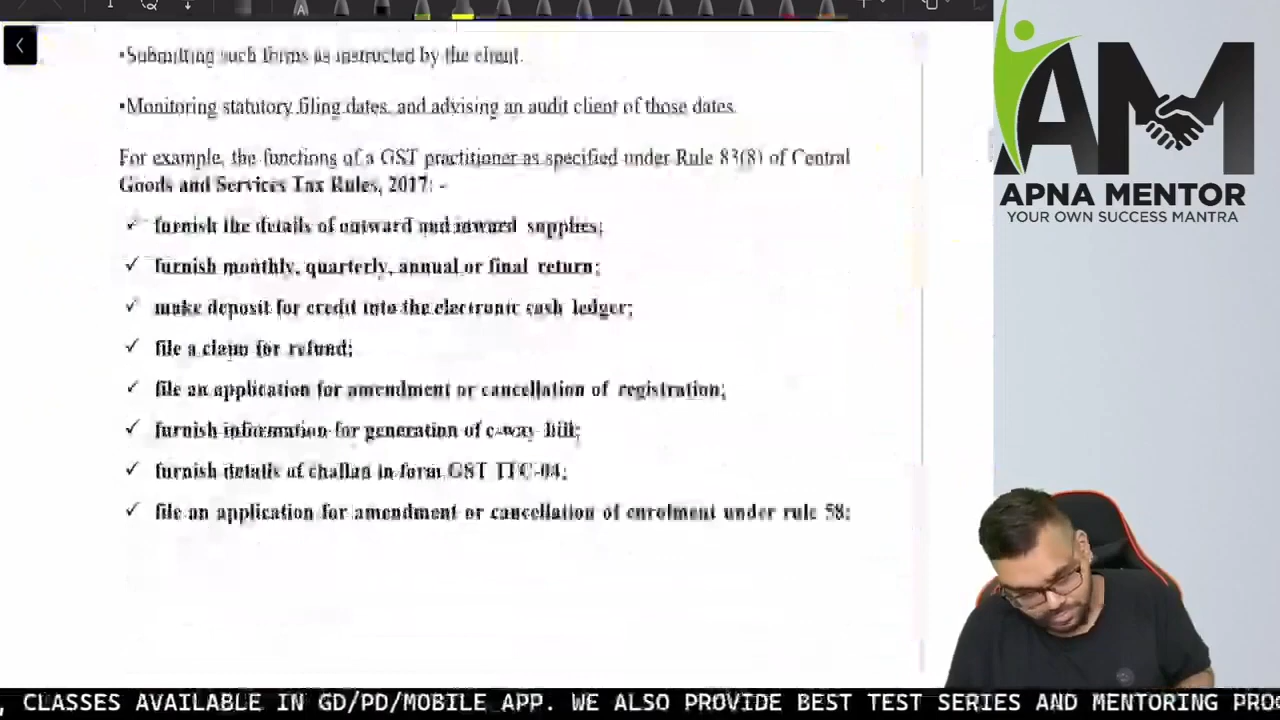 •Submitting such forms as instructed by the client.
•Monitoring statutory filing dates, and advising an audit client of those dates.
For example, the functions of a GST practitioner as specified under Rule 83(8) of Central
Goods and Services Tax Rules, 2017: -
✓ furnish the details of outward and inward supplies;
✓ furnish monthly, quarterly, annual or final return;
✓ make deposit for credit into the electronic cash ledger;
✓ file a claim for refund;
✓ file an application for amendment or cancellation of registration;
✓ furnish information for generation of e-way bill;
✓ furnish details of challan in form GST ITC-04;
✓ file an application for amendment or cancellation of enrolment under rule 58;
AM
APNA MENTOR
YOUR OWN SUCCESS MANTRA
, CLASSES AVAILABLE IN GD/PD/MOBILE APP. WE ALSO PROVIDE BEST TEST SERIES AND MENTORING PRO